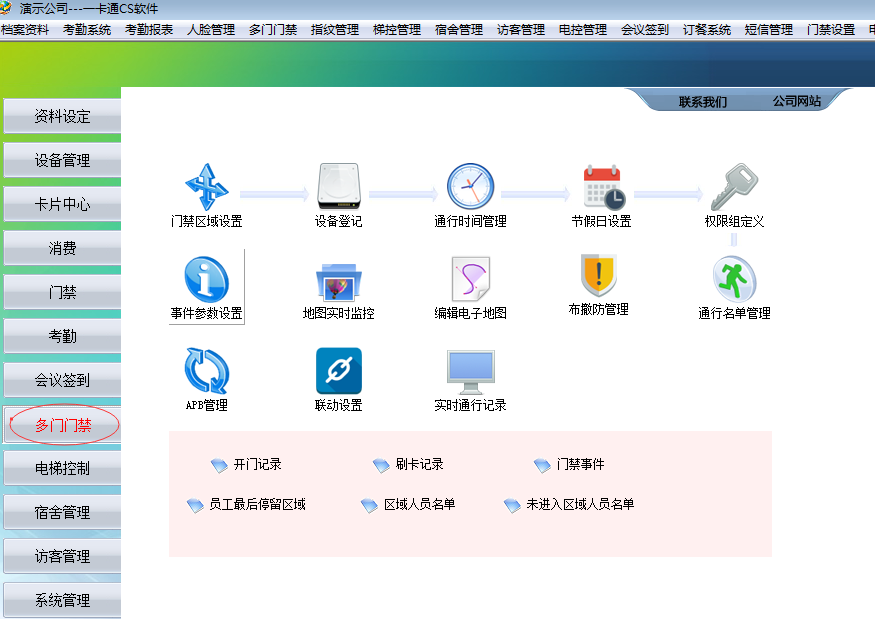 演示公司---一卡通CS软件
档案资料 考勤系统 考勤报表 人脸管理 多门门禁 指纹管理 梯控管理 宿舍管理 访客管理 电控管理 会议签到 订餐系统 短信管理 门禁设置
联系我们 公司网站
资料设定
设备管理
卡片中心
消费
门禁
考勤
会议签到
多门门禁
电梯控制
宿舍管理
访客管理
系统管理
门禁区域设置 设备登记 通行时间管理 节假日设置 权限组定义
事件参数设置 地图实时监控 编辑电子地图 布撤防管理 通行名单管理
APB管理 联动设置 实时通行记录
开门记录 刷卡记录 门禁事件
员工最后停留区域 区域人员名单 未进入区域人员名单